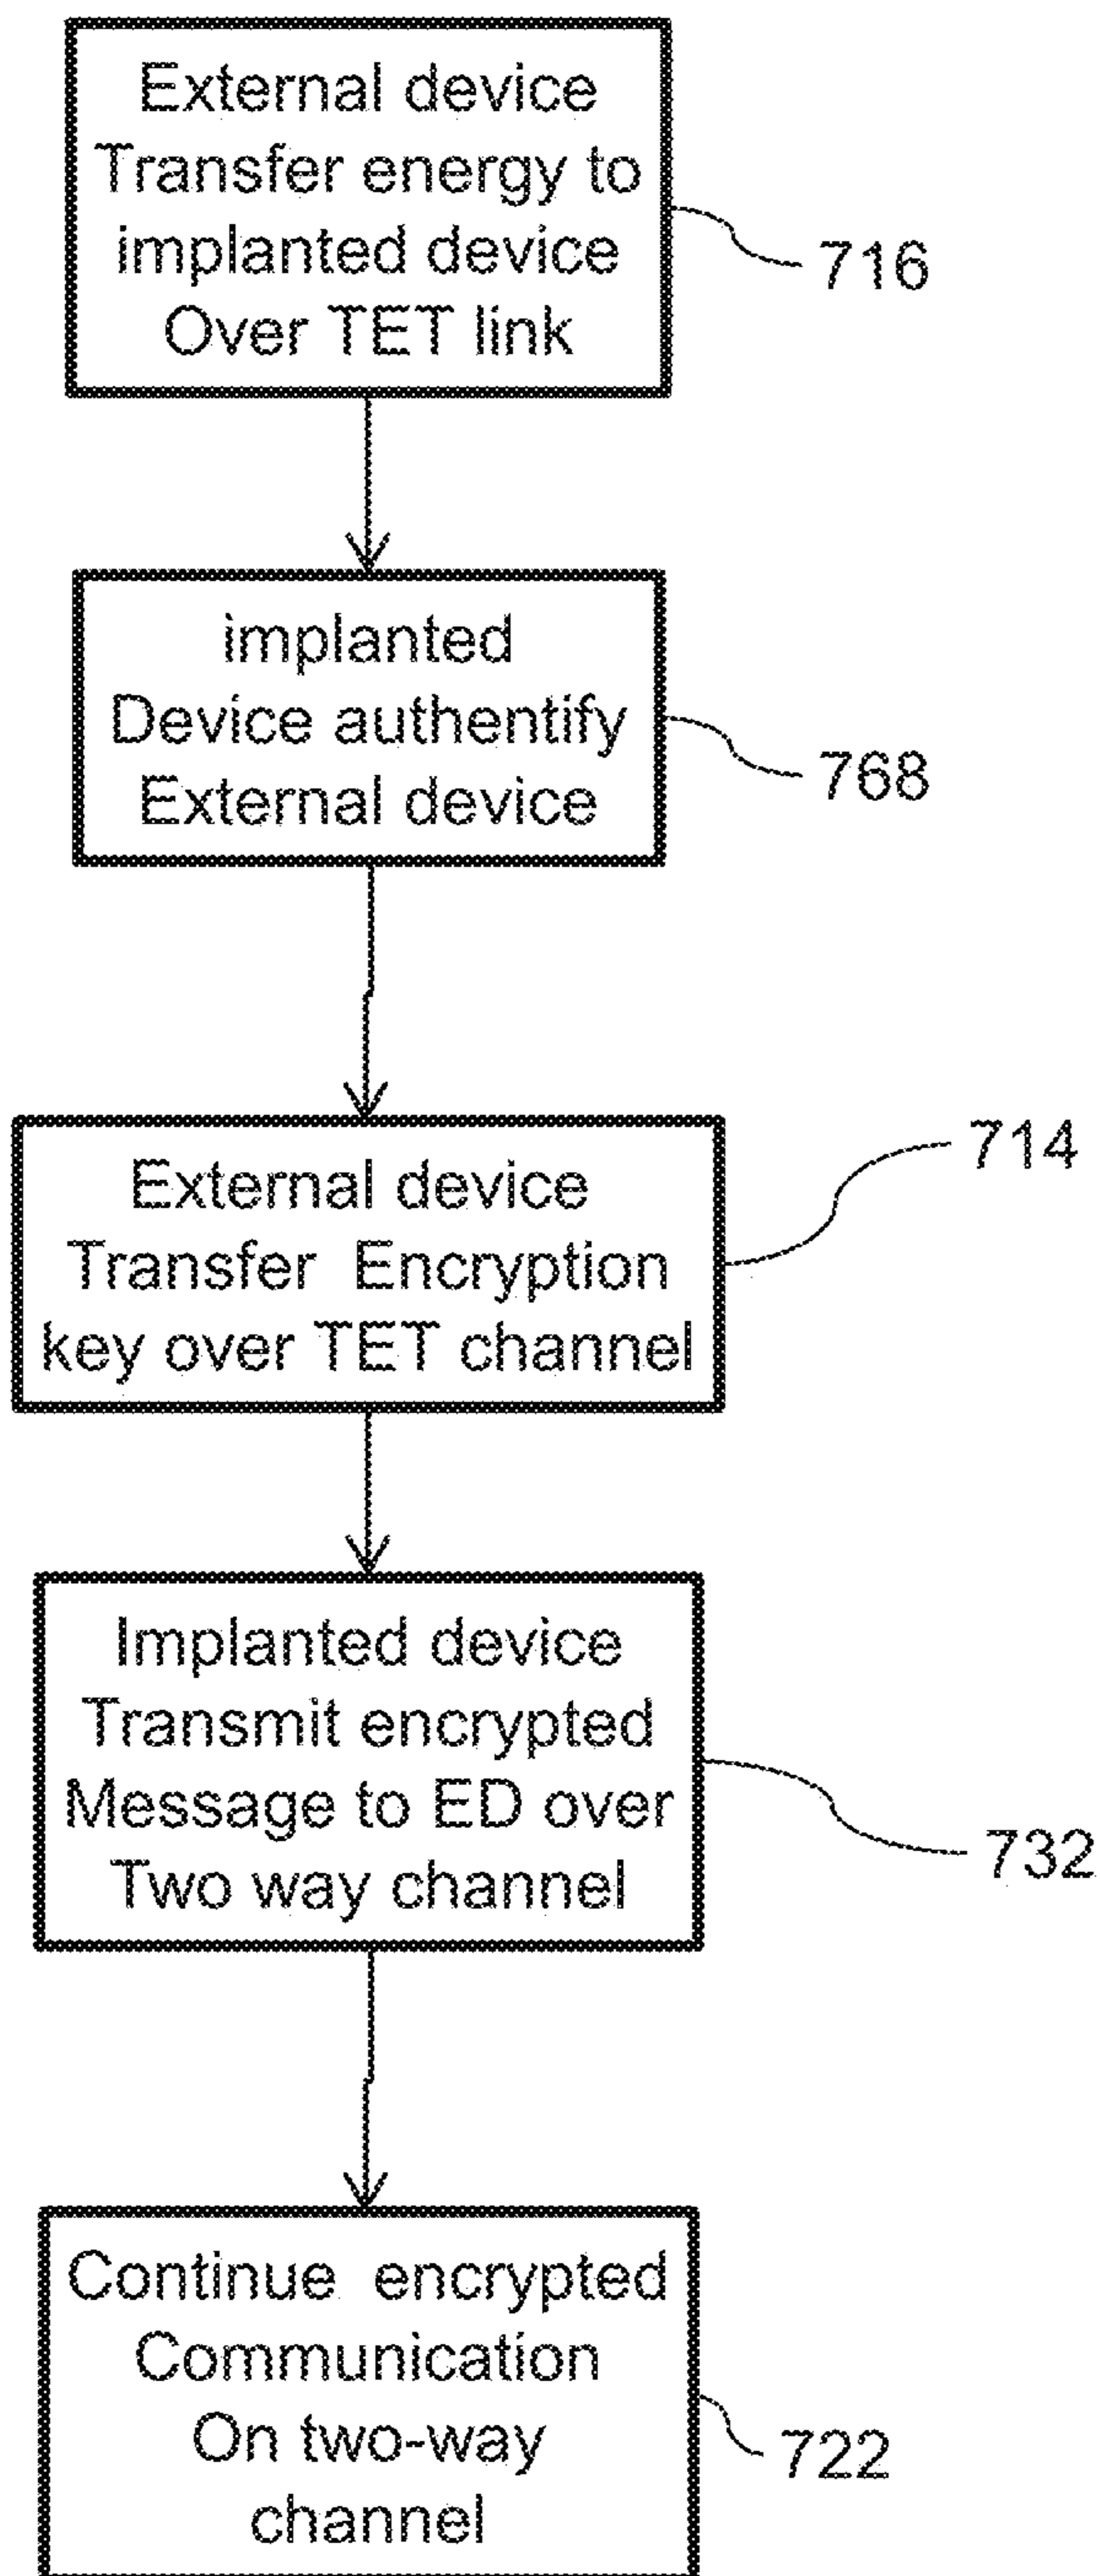 External device
Transfer energy to
implanted device
Over TET link
716
implanted
Device authentify
External device
768
External device
Transfer Encryption
key over TET channel
714
Implanted device
Transmit encrypted
Message to ED over
Two way channel
732
Continue encrypted
Communication
On two-way
channel
722